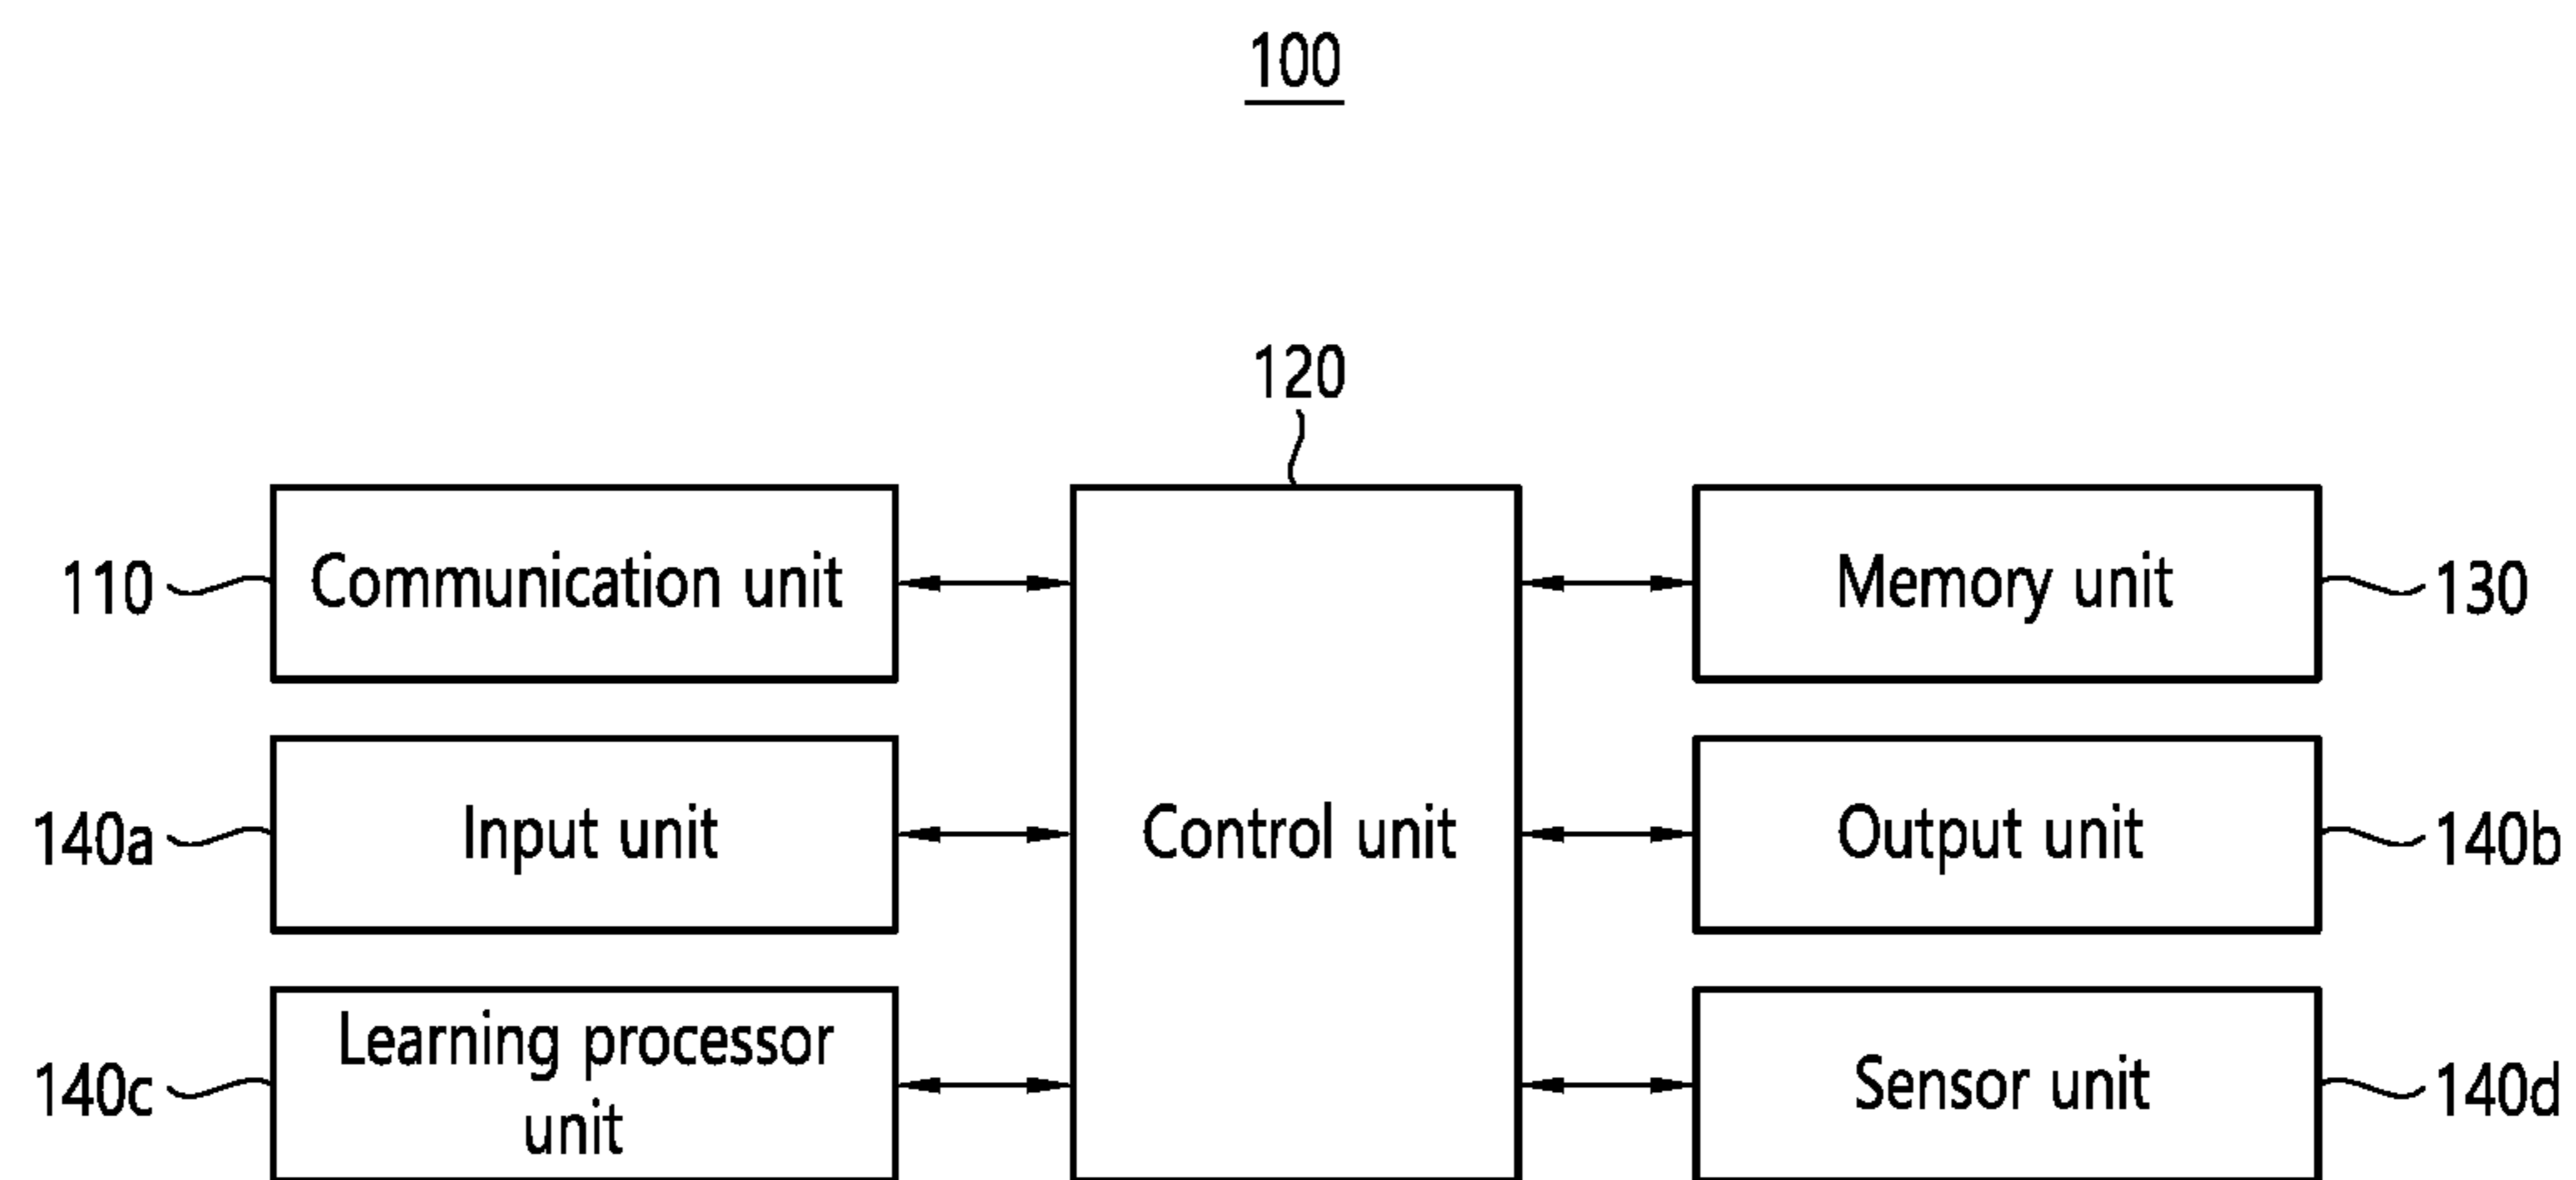 100
120
110
Communication unit
Memory unit
130
140a
Input unit
Control unit
Output unit
140b
140c
Learning processor
unit
Sensor unit
140d